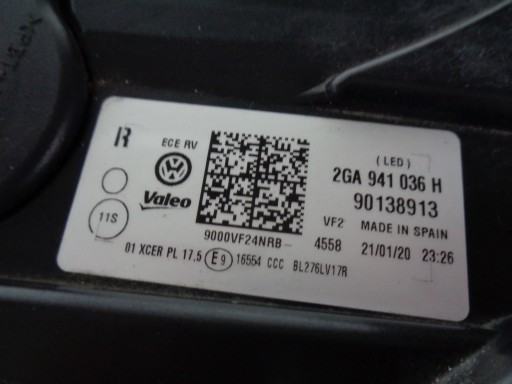 R
ECE RV
(LED)
2GA 941 036 H
Valeo
90138913
11S
9000VF24NRB-
VF2 MADE IN SPAIN
4558 21/01/20 23:26
01 XCER PL 17,5 E9 16554 CCC BL276LV17R